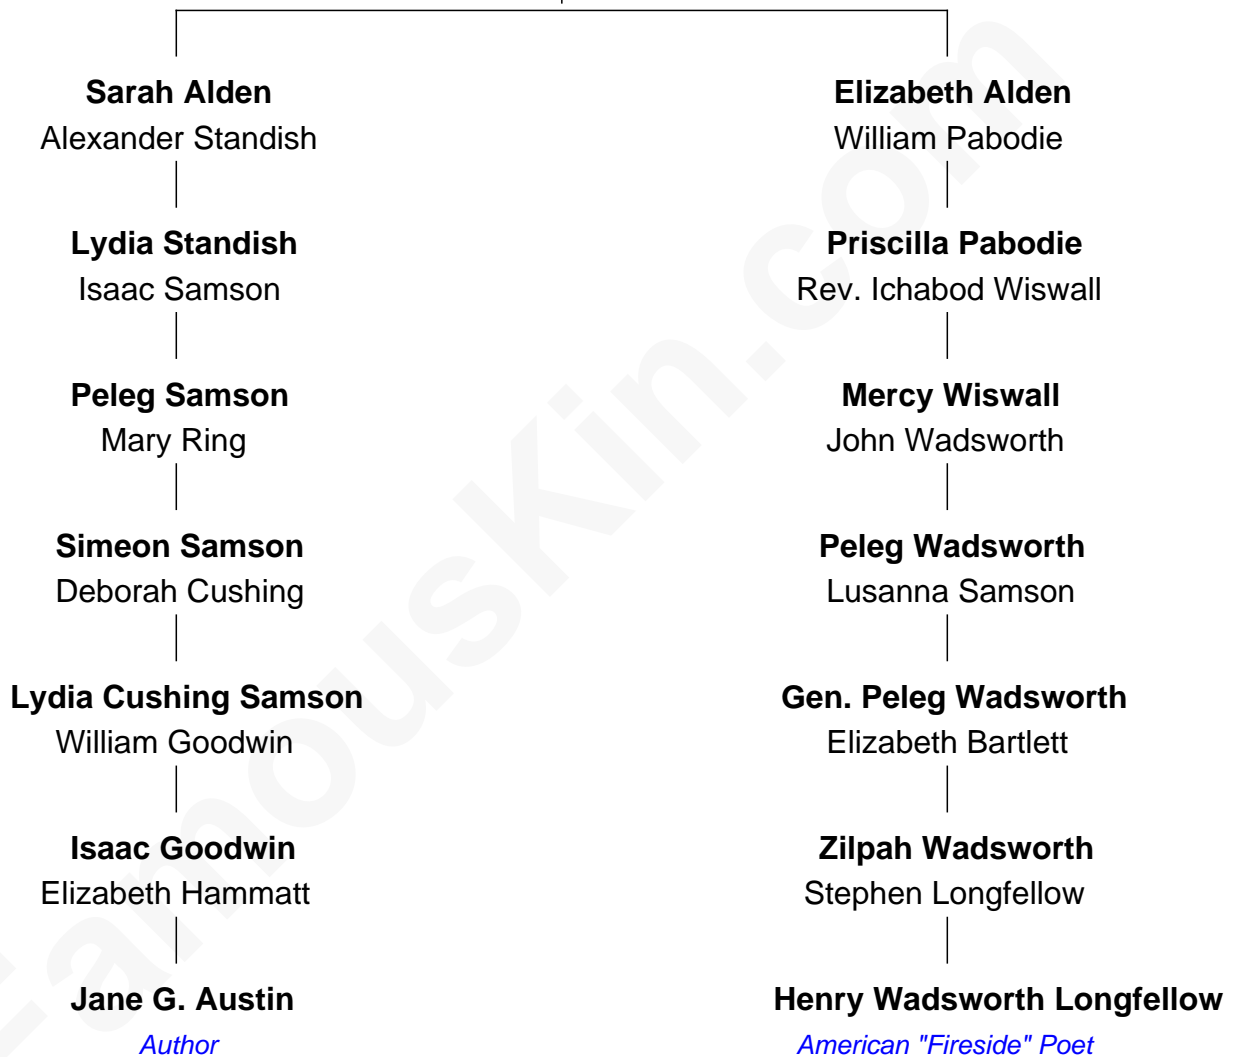 Sarah Alden
Alexander Standish
Elizabeth Alden
William Pabodie
Lydia Standish
Isaac Samson
Priscilla Pabodie
Rev. Ichabod Wiswall
Peleg Samson
Mary Ring
Mercy Wiswall
John Wadsworth
Simeon Samson
Deborah Cushing
Peleg Wadsworth
Lusanna Samson
Lydia Cushing Samson
William Goodwin
Gen. Peleg Wadsworth
Elizabeth Bartlett
Isaac Goodwin
Elizabeth Hammatt
Zilpah Wadsworth
Stephen Longfellow
Jane G. Austin
Author
Henry Wadsworth Longfellow
American "Fireside" Poet
FamousKin.com